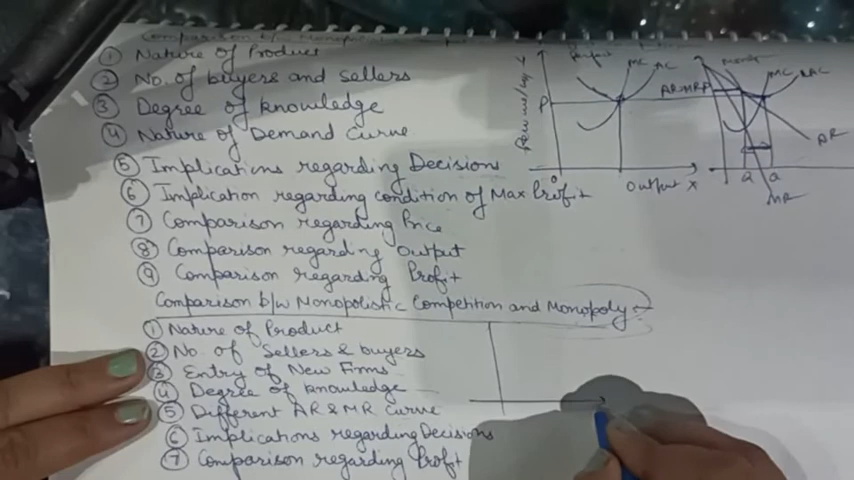 Comparison b/w
① Nature of Product
② No. of buyers and sellers
③ Degree of knowledge
④ Nature of Demand Curve
⑤ Implications regarding Decisions
⑥ Implication regarding condition of Max Profit
⑦ Comparison regarding Price
⑧ Comparison regarding Output
⑨ Comparison regarding Profit
Comparison b/w Monopolistic Competition and Monopoly :-
① Nature of Product
② No. of Sellers & buyers
③ Entry of New Firms
④ Degree of knowledge
⑤ Different AR & MR Curve
⑥ Implications regarding Decisions
⑦ Comparison regarding Profit
Y
Perfect
MC
AC
P
AR=MR
O
Output X
MC
AC
AR
MR
Q
Q